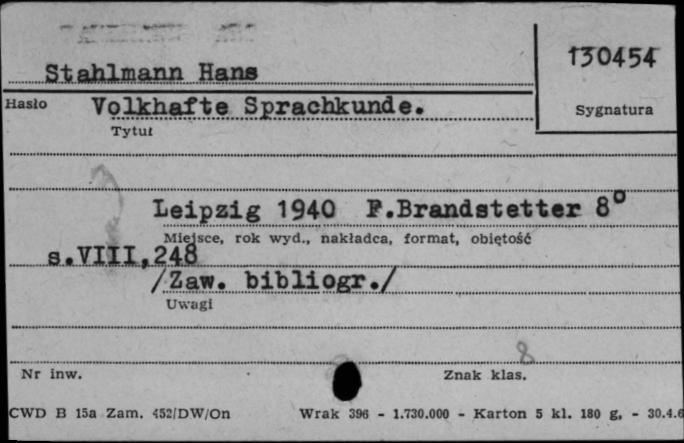 130454
Stahlmann Hans
Hasło Volkhafte Sprachkunde.
Sygnatura
Tytuł
Leipzig 1940 F.Brandstetter 8°
Miejsce, rok wyd., nakładca, format, objętość
s.VIII,248
/Zaw. bibliogr./
Uwagi
8
Nr inw. Znak klas.
CWD B 15a Zam. 452/DW/On Wrak 396 - 1.730.000 - Karton 5 kl. 180 g, - 30.4.6